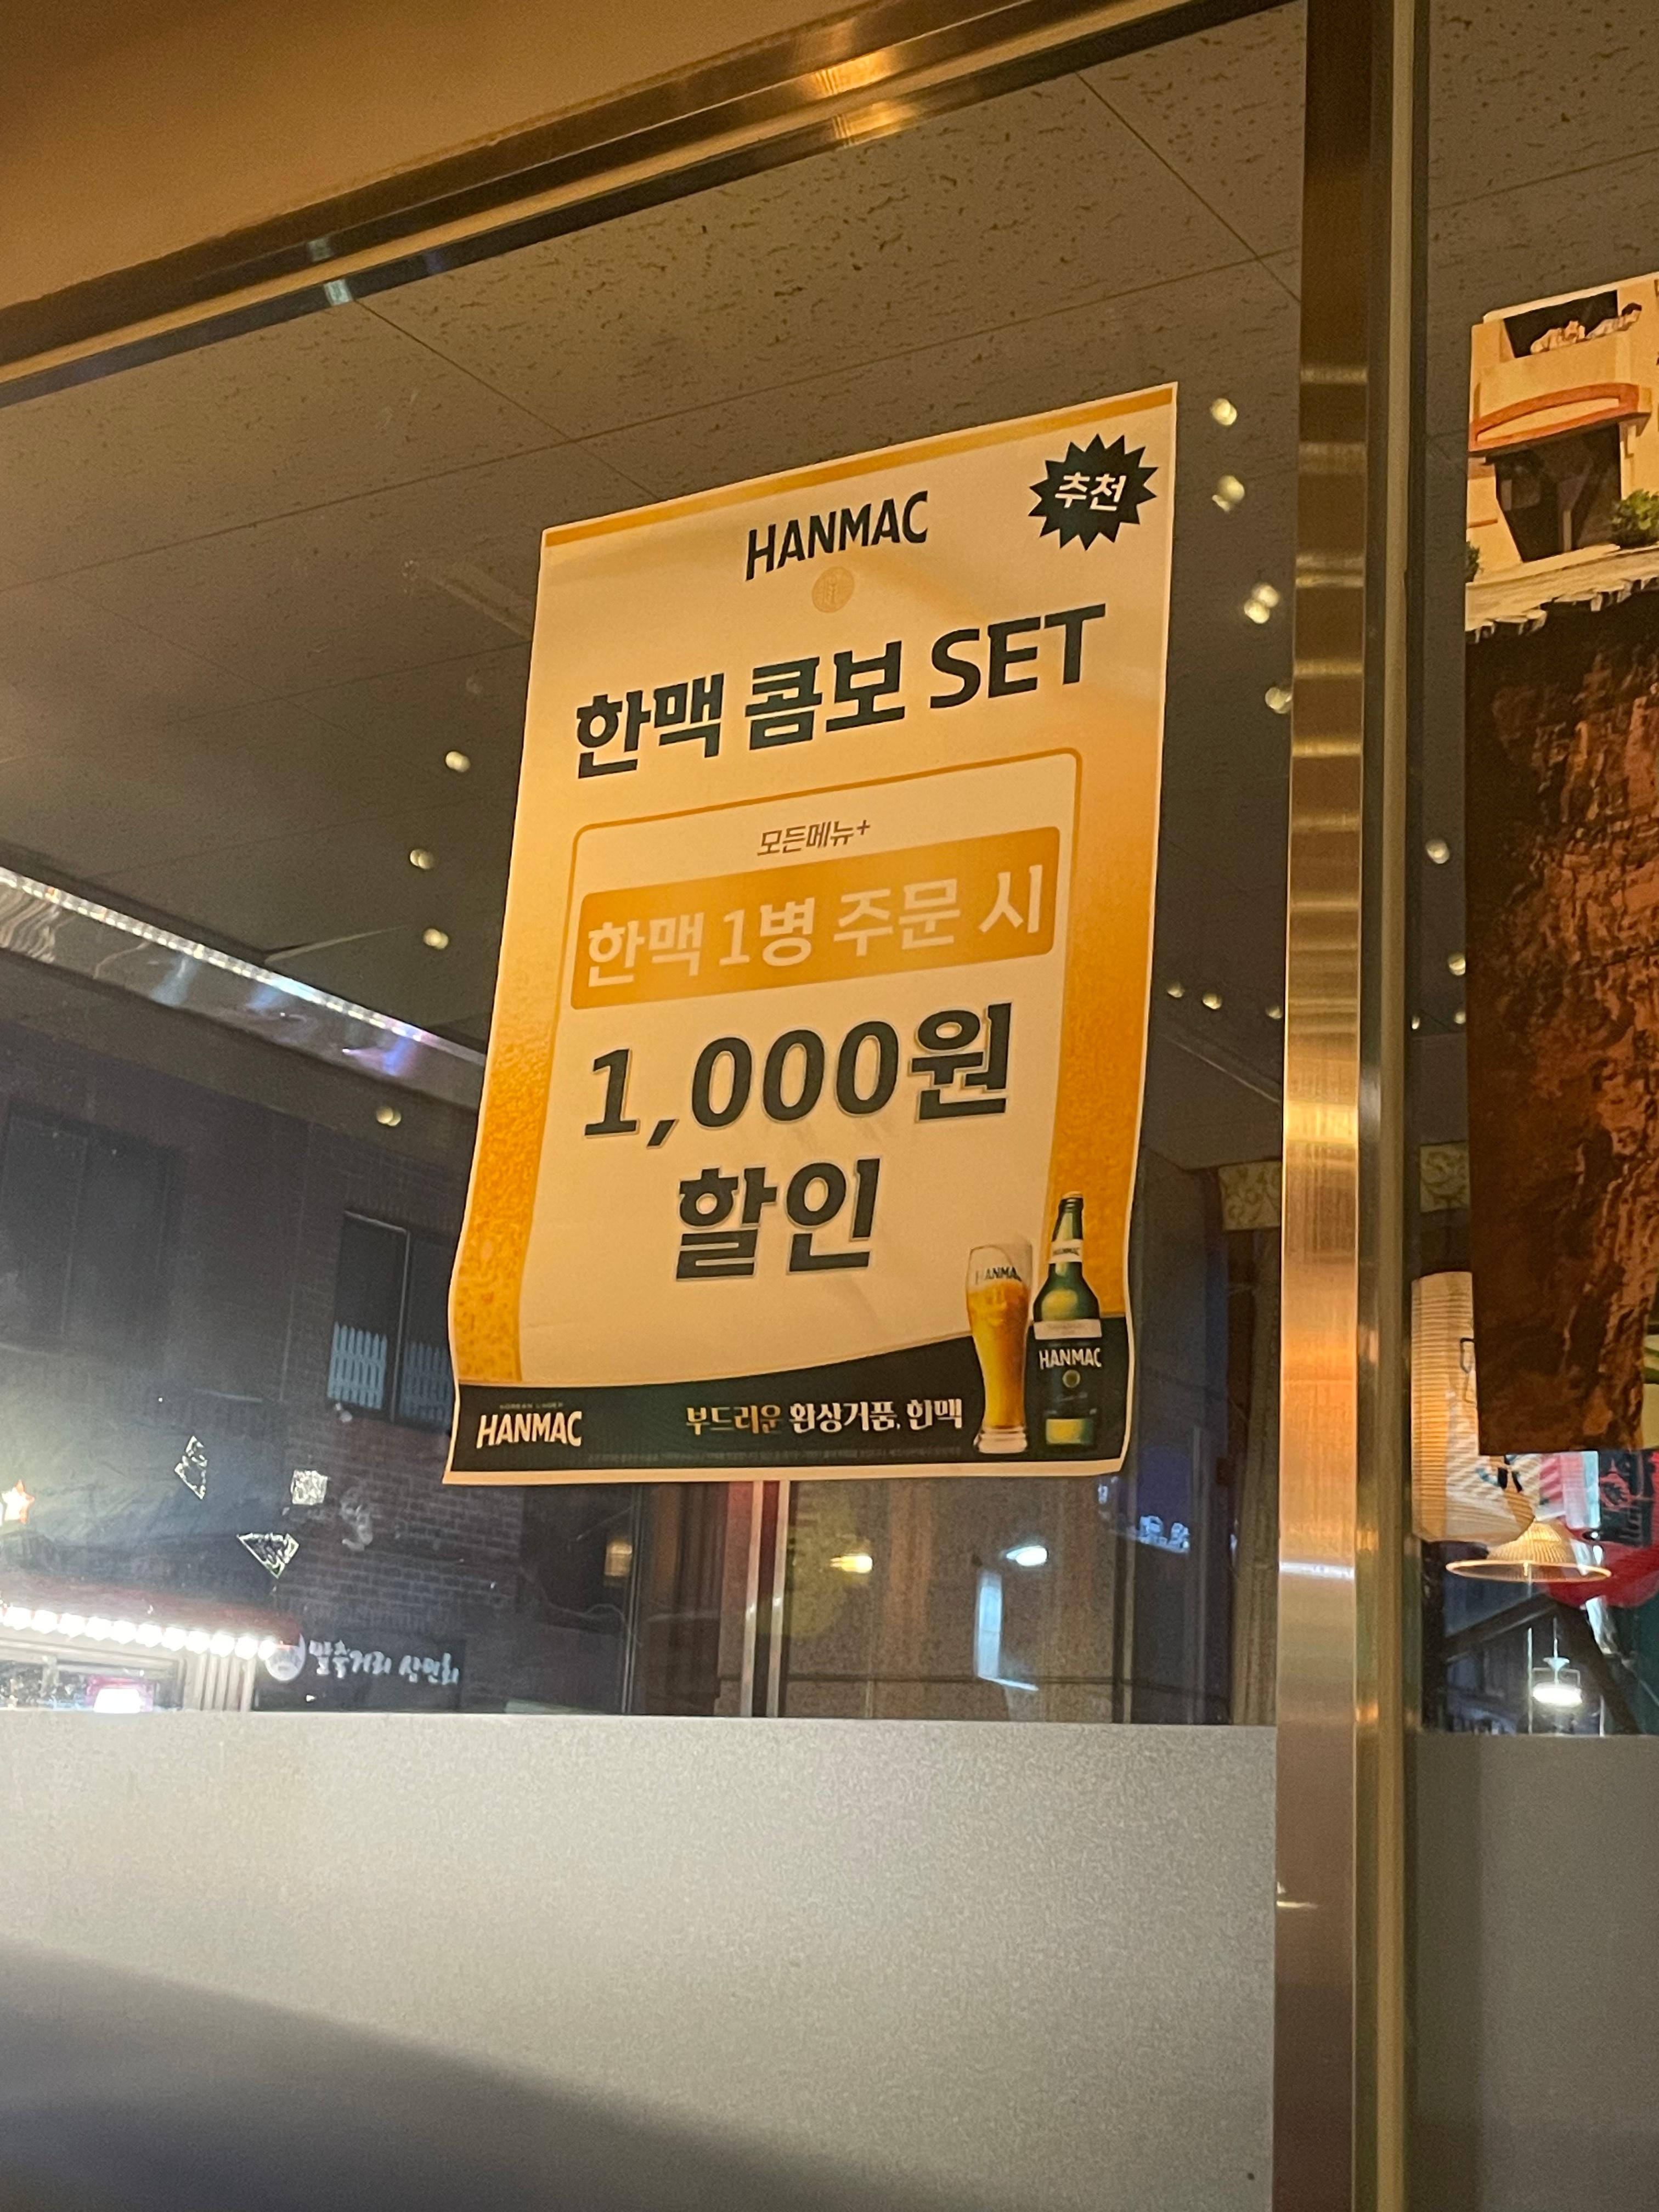 추천
HANMAC
한맥 콤보 SET
모든메뉴+
한맥 1병 주문 시
1,000원
할인
HANMAC
HANMAC
HANMAC
부드러운 환상거품, 한맥